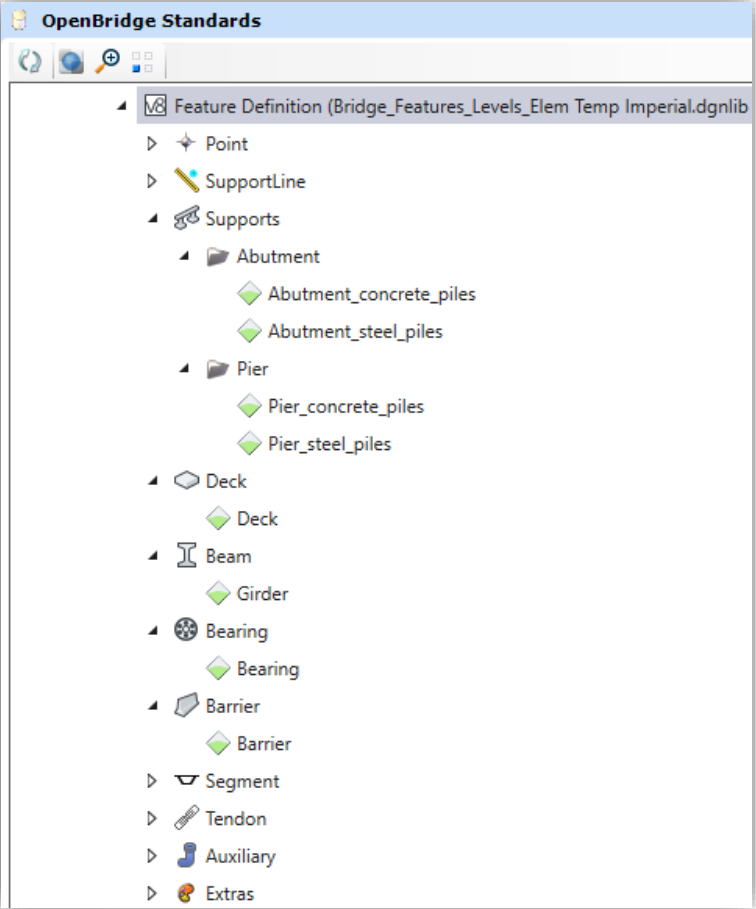 OpenBridge Standards
V8 Feature Definition (Bridge_Features_Levels_Elem Temp Imperial.dgnlib
Point
SupportLine
Supports
Abutment
Abutment_concrete_piles
Abutment_steel_piles
Pier
Pier_concrete_piles
Pier_steel_piles
Deck
Deck
Beam
Girder
Bearing
Bearing
Barrier
Barrier
Segment
Tendon
Auxiliary
Extras